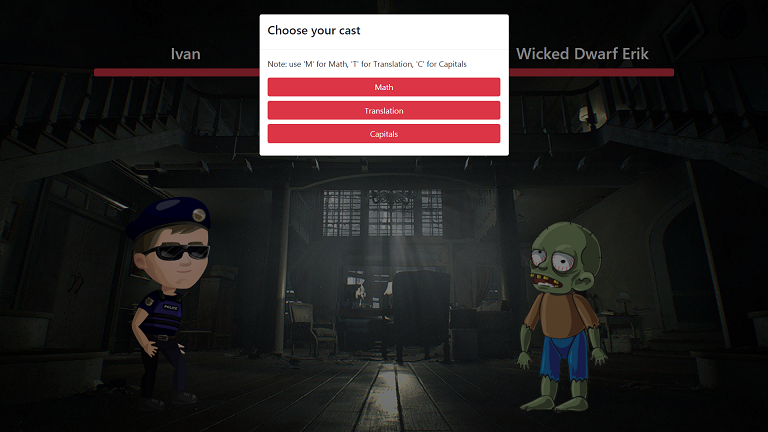 Choose your cast
Ivan
Wicked Dwarf Erik
Note: use 'M' for Math, 'T' for Translation, 'C' for Capitals
Math
Translation
Capitals
POLICE